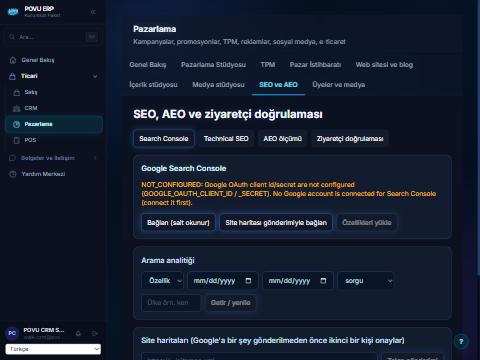 POVU ERP
Kurumsal Paket
Ara...
Genel Bakış
Ticari
Satış
CRM
Pazarlama
POS
Belgeler ve İletişim
Yardım Merkezi
POVU CRM S...
PC
Türkçe
Pazarlama
Kampanyalar, promosyonlar, TPM, reklamlar, sosyal medya, e-ticaret
Genel Bakış
Pazarlama Stüdyosu
TPM
Pazar İstihbaratı
Web sitesi ve blog
İçerik stüdyosu
Medya stüdyosu
SEO ve AEO
Üyeler ve medya
SEO, AEO ve ziyaretçi doğrulaması
Search Console
Technical SEO
AEO ölçümü
Ziyaretçi doğrulaması
Google Search Console
NOT_CONFIGURED: Google OAuth client id/secret are not configured
(GOOGLE_OAUTH_CLIENT_ID / _SECRET). No Google account is connected for Search Console
(connect it first).
Bağlan (salt okunur)
Site haritası gönderimiyle bağlan
Özellikleri yükle
Arama analitiği
Özellik
mm/dd/yyyy
mm/dd/yyyy
sorgu
Ülke örn. ken
Getir / yenile
Site haritaları (Google'a bir şey gönderilmeden önce ikinci bir kişi onaylar)
?